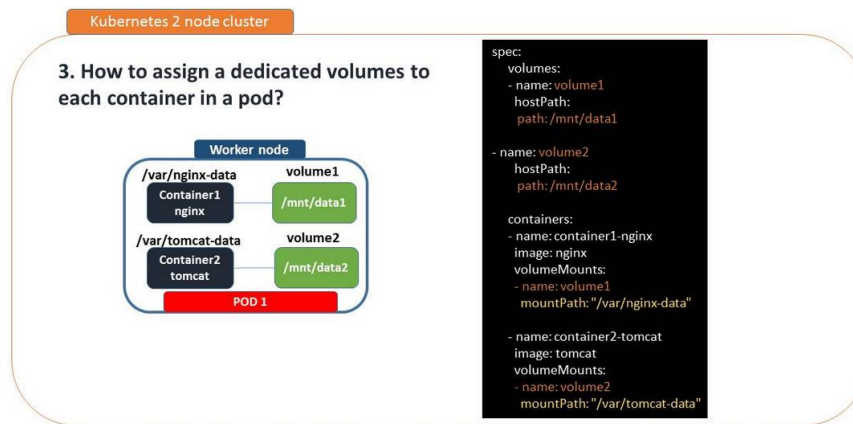 Kubernetes 2 node cluster
3. How to assign a dedicated volumes to
each container in a pod?
Worker node
/var/nginx-data
volume1
Container1
nginx
/mnt/data1
/var/tomcat-data
volume2
Container2
tomcat
/mnt/data2
POD 1
spec:
volumes:
- name: volume1
hostPath:
path: /mnt/data1
- name: volume2
hostPath:
path: /mnt/data2
containers:
- name: container1-nginx
image: nginx
volumeMounts:
- name: volume1
mountPath: "/var/nginx-data"
- name: container2-tomcat
image: tomcat
volumeMounts:
- name: volume2
mountPath: "/var/tomcat-data"